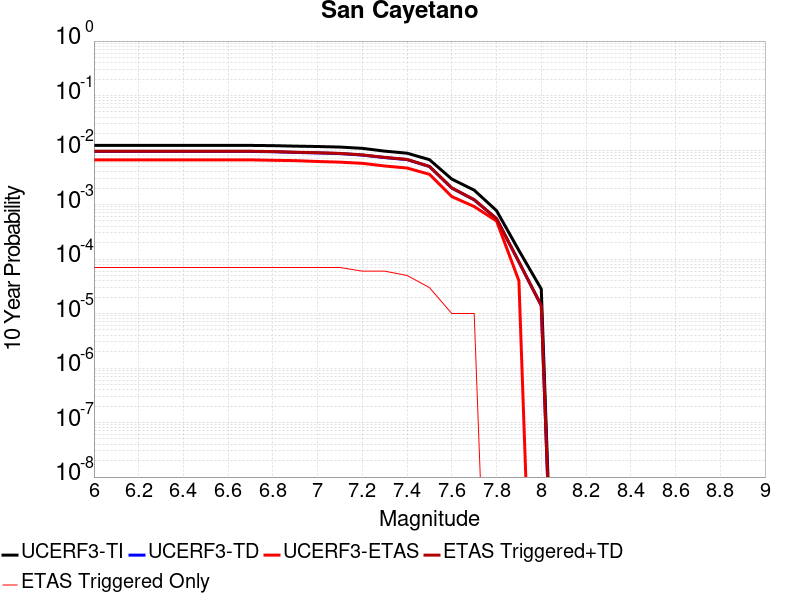 San Cayetano
10 0
10 -1
10 -2
10 -3
10 -4
10 -5
10 -6
10 -7
10 -8
10 Year Probability
6 6.2 6.4 6.6 6.8 7 7.2 7.4 7.6 7.8 8 8.2 8.4 8.6 8.8 9
Magnitude
UCERF3-TI UCERF3-TD UCERF3-ETAS ETAS Triggered+TD
ETAS Triggered Only